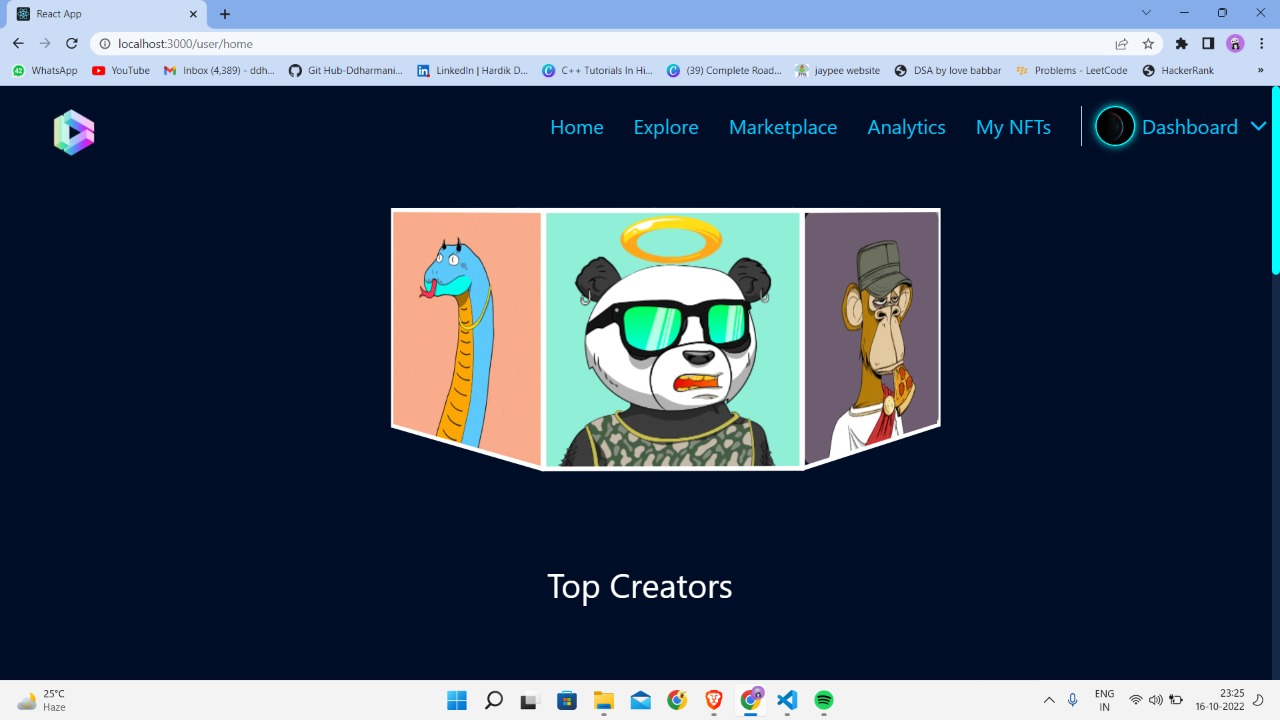 React App
localhost:3000/user/home
WhatsApp
YouTube
Inbox (4,389) - ddh...
Git Hub-Ddharmani...
LinkedIn | Hardik D...
C++ Tutorials In Hi...
(39) Complete Road...
jaypee website
DSA by love babbar
Problems - LeetCode
HackerRank
»
Home
Explore
Marketplace
Analytics
My NFTs
Dashboard
Top Creators
25°C
Haze
ENG
IN
23:25
16-10-2022